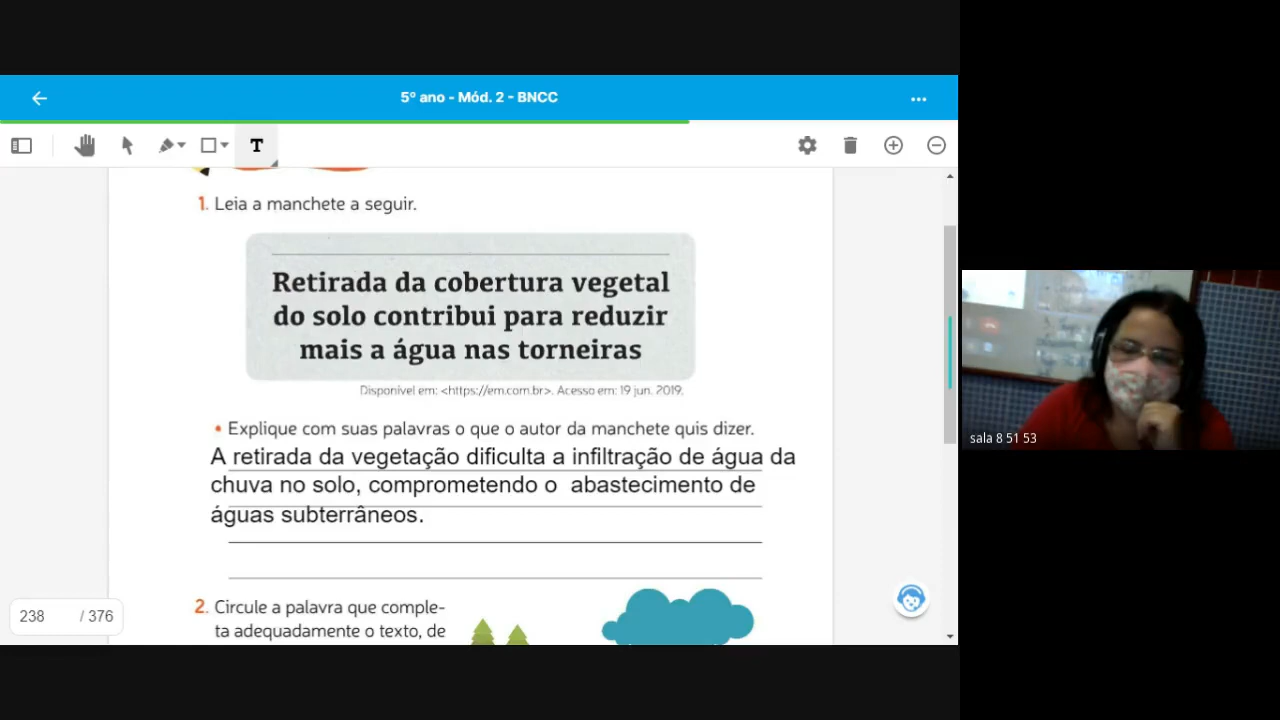 5º ano - Mód. 2 - BNCC
T
1. Leia a manchete a seguir.
Retirada da cobertura vegetal
do solo contribui para reduzir
mais a água nas torneiras
Disponível em: <https://em.com.br>. Acesso em: 19 jun. 2019.
• Explique com suas palavras o que o autor da manchete quis dizer.
A retirada da vegetação dificulta a infiltração de água da
chuva no solo, comprometendo o  abastecimento de
águas subterrâneos.
238 / 376
2. Circule a palavra que comple-
ta adequadamente o texto, de
sala 8 51 53